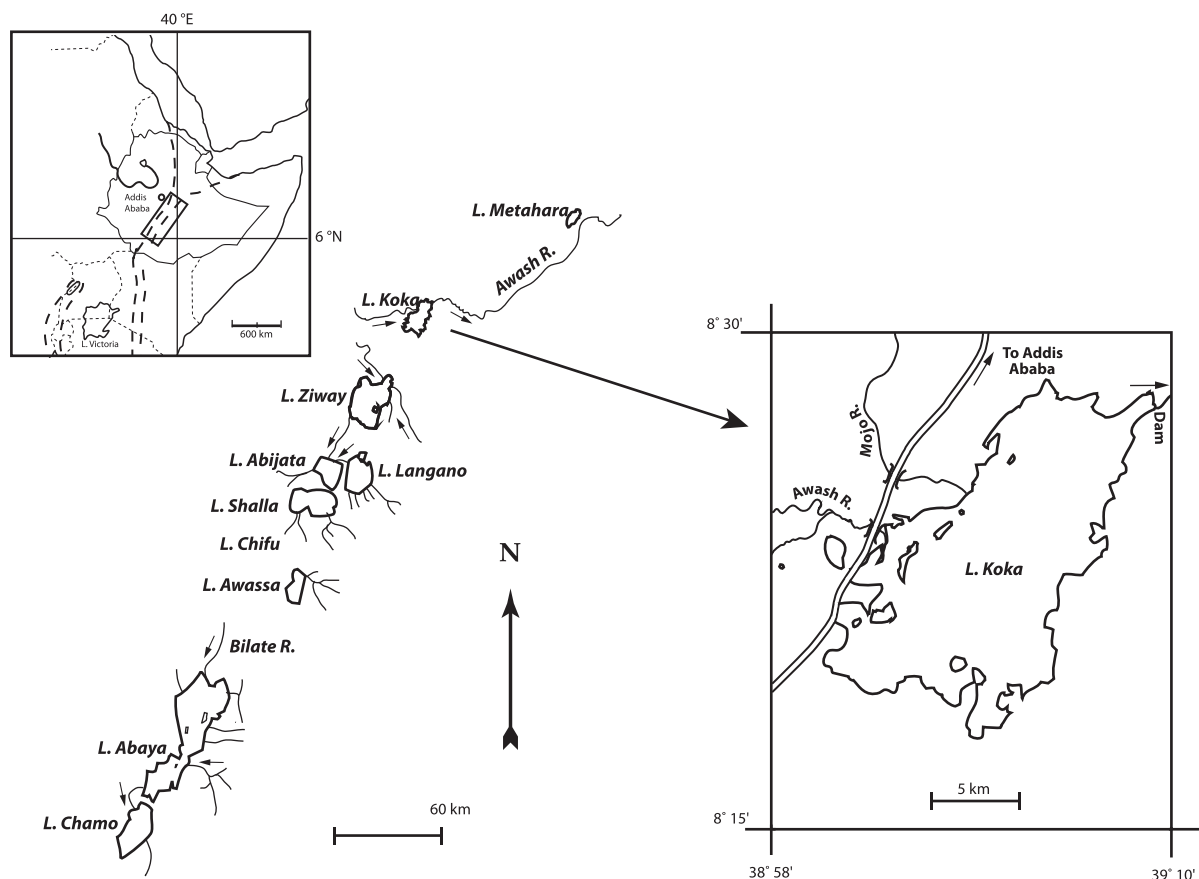 40 °E
Addis
Ababa
6 °N
L. Victoria
600 km
L. Metahara
Awash R.
L. Koka
L. Ziway
L. Abijata
L. Langano
L. Shalla
L. Chifu
L. Awassa
Bilate R.
L. Abaya
L. Chamo
N
60 km
8° 30'
To Addis
Ababa
Mojo R.
Dam
Awash R.
L. Koka
5 km
8° 15'
38° 58'
39° 10'